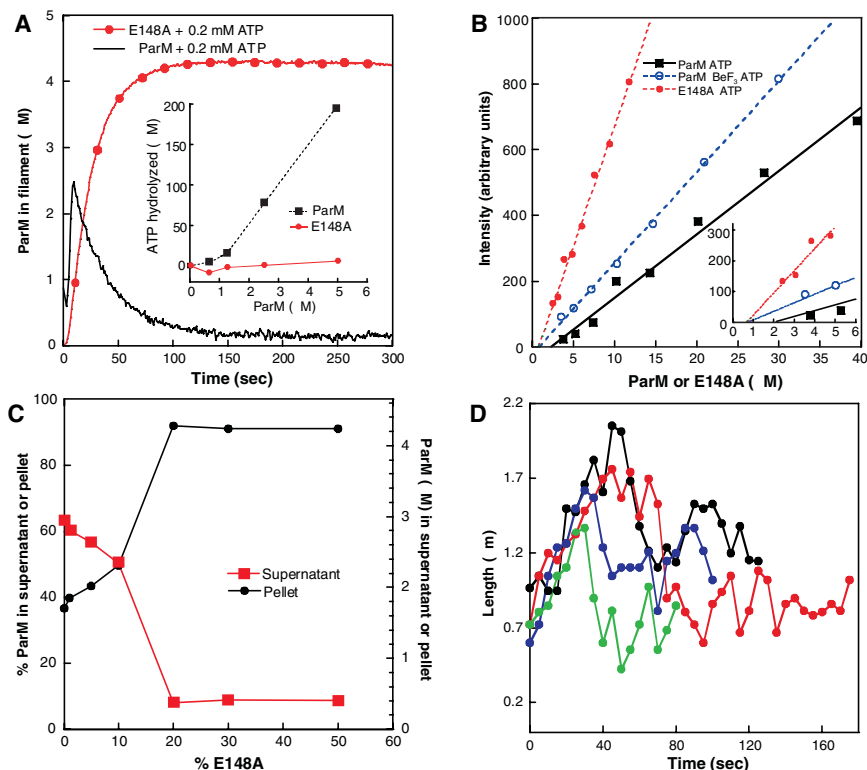 A
E148A + 0.2 mM ATP
ParM + 0.2 mM ATP
ParM in filament ( M)
5
4
3
2
1
0
0 50 100 150 200 250 300
Time (sec)
ATP hydrolyzed ( M)
200
150
100
50
0
0 1 2 3 4 5 6
ParM ( M)
ParM
E148A
B
ParM ATP
ParM BeF3 ATP
E148A ATP
Intensity (arbitrary units)
1000
800
600
400
200
0
0 5 10 15 20 25 30 35 40
ParM or E148A ( M)
300
200
100
0
0 1 2 3 4 5 6
C
% ParM in supernatant or pellet
100
80
60
40
20
0
0 10 20 30 40 50 60
% E148A
Supernatant
Pellet
ParM ( M) in supernatant or pellet
4
3
2
1
0
D
Length ( m)
2.2
1.7
1.2
0.7
0.2
0 40 80 120 160
Time (sec)